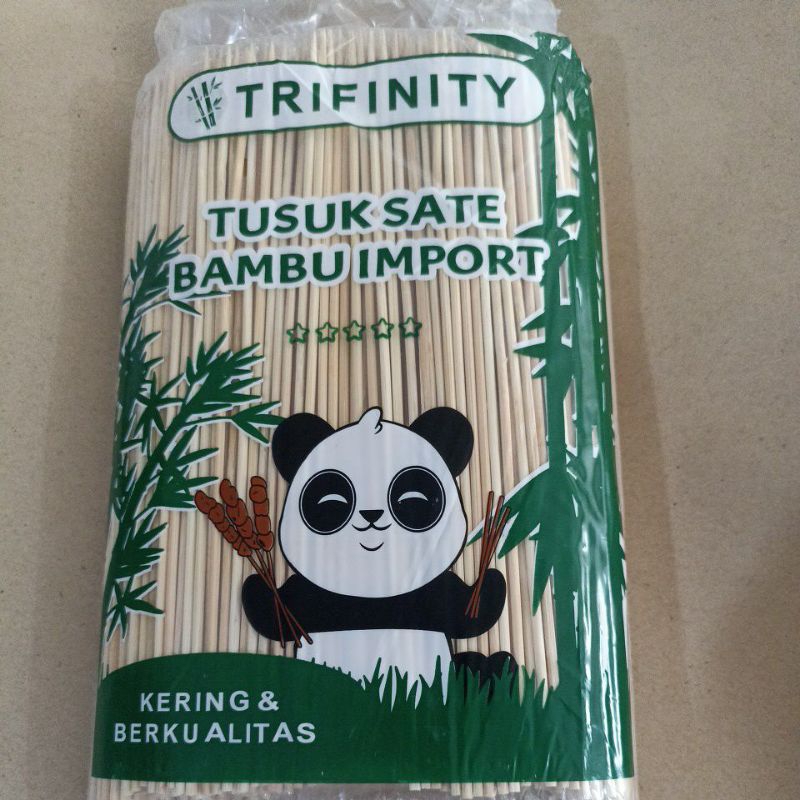 TRIFINITY
TUSUK SATE
BAMBU IMPORT
KERING &
BERKUALITAS